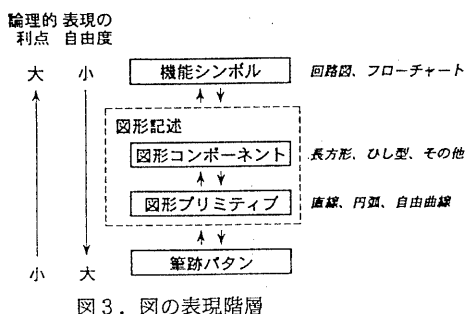 論理的 表現の
利点 自由度
大 小 機能シンボル 回路図、フローチャート
図形記述
図形コンポーネント 長方形、ひし型、その他
図形プリミティブ 直線、円弧、自由曲線
小 大 筆跡パタン
図3．図の表現階層